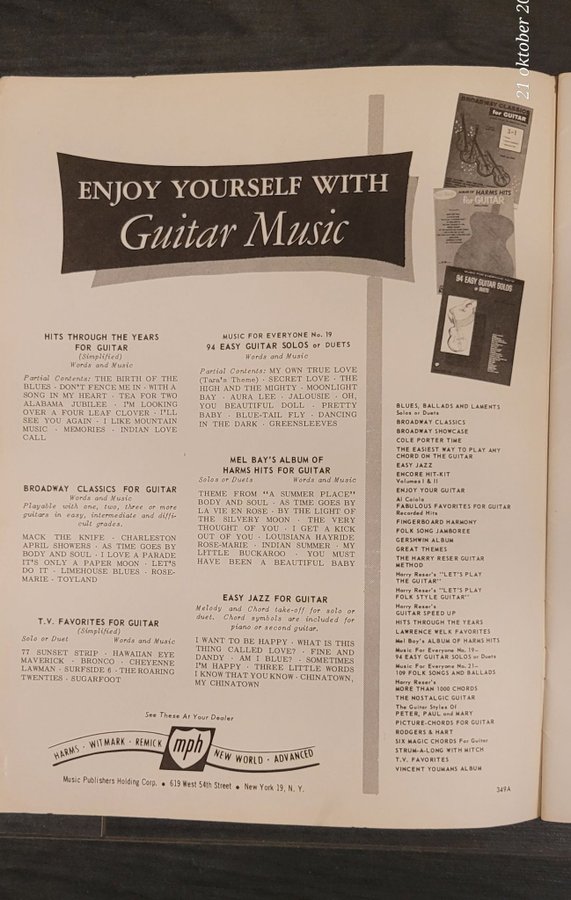 21 oktober 20
ENJOY YOURSELF WITH
Guitar Music
BROADWAY CLASSICS
for GUITAR
ALBUM OF HARMS HITS
for GUITAR
94 EASY GUITAR SOLOS
or DUETS
HITS THROUGH THE YEARS
FOR GUITAR
(Simplified)
Words and Music
Partial Contents: THE BIRTH OF THE
BLUES · DON'T FENCE ME IN · WITH A
SONG IN MY HEART · TEA FOR TWO
ALABAMA JUBILEE · I'M LOOKING
OVER A FOUR LEAF CLOVER · I'LL
SEE YOU AGAIN · I LIKE MOUNTAIN
MUSIC · MEMORIES · INDIAN LOVE
CALL
BROADWAY CLASSICS FOR GUITAR
Words and Music
Playable with one, two, three or more
guitars in easy, intermediate and diffi-
cult grades.
MACK THE KNIFE · CHARLESTON
APRIL SHOWERS · AS TIME GOES BY
BODY AND SOUL · I LOVE A PARADE
IT'S ONLY A PAPER MOON · LET'S
DO IT · LIMEHOUSE BLUES · ROSE-
MARIE · TOYLAND
T.V. FAVORITES FOR GUITAR
(Simplified)
Solo or Duet Words and Music
77 SUNSET STRIP · HAWAIIAN EYE
MAVERICK · BRONCO · CHEYENNE
LAWMAN · SURFSIDE 6 · THE ROARING
TWENTIES · SUGARFOOT
MUSIC FOR EVERYONE No. 19
94 EASY GUITAR SOLOS or DUETS
Words and Music
Partial Contents: MY OWN TRUE LOVE
(Tara's Theme) · SECRET LOVE · THE
HIGH AND THE MIGHTY · MOONLIGHT
BAY · AURA LEE · JALOUSIE · OH,
YOU BEAUTIFUL DOLL · PRETTY
BABY · BLUE-TAIL FLY · DANCING
IN THE DARK · GREENSLEEVES
MEL BAY'S ALBUM OF
HARMS HITS FOR GUITAR
Solos or Duets Words and Music
THEME FROM "A SUMMER PLACE"
BODY AND SOUL · AS TIME GOES BY
LA VIE EN ROSE · BY THE LIGHT OF
THE SILVERY MOON · THE VERY
THOUGHT OF YOU · I GET A KICK
OUT OF YOU · LOUISIANA HAYRIDE
ROSE-MARIE · INDIAN SUMMER · MY
LITTLE BUCKAROO · YOU MUST
HAVE BEEN A BEAUTIFUL BABY
EASY JAZZ FOR GUITAR
Melody and Chord take-off for solo or
duet. Chord symbols are included for
piano or second guitar.
I WANT TO BE HAPPY · WHAT IS THIS
THING CALLED LOVE? · FINE AND
DANDY · AM I BLUE? · SOMETIMES
I'M HAPPY · THREE LITTLE WORDS
I KNOW THAT YOU KNOW · CHINATOWN,
MY CHINATOWN
BLUES, BALLADS AND LAMENTS
Solos or Duets
BROADWAY CLASSICS
BROADWAY SHOWCASE
COLE PORTER TIME
THE EASIEST WAY TO PLAY ANY
CHORD ON THE GUITAR
EASY JAZZ
ENCORE HIT-KIT
Volumes I & II
ENJOY YOUR GUITAR
Al Caiola
FABULOUS FAVORITES FOR GUITAR
Recorded Hits
FINGERBOARD HARMONY
FOLK SONG JAMBOREE
GERSHWIN ALBUM
GREAT THEMES
THE HARRY RESER GUITAR
METHOD
Harry Reser's "LET'S PLAY
THE GUITAR"
Harry Reser's "LET'S PLAY
FOLK STYLE GUITAR"
Harry Reser's
GUITAR SPEED UP
HITS THROUGH THE YEARS
LAWRENCE WELK FAVORITES
Mel Bay's ALBUM OF HARMS HITS
Music For Everyone No. 19—
94 EASY GUITAR SOLOS or Duets
Music For Everyone No. 21—
109 FOLK SONGS AND BALLADS
Harry Reser's
MORE THAN 1000 CHORDS
THE NOSTALGIC GUITAR
The Guitar Styles Of
PETER, PAUL and MARY
PICTURE-CHORDS FOR GUITAR
RODGERS & HART
SIX MAGIC CHORDS For Guitar
STRUM-A-LONG WITH MITCH
T.V. FAVORITES
VINCENT YOUMANS ALBUM
See These At Your Dealer
HARMS · WITMARK · REMICK mph NEW WORLD · ADVANCED
Music Publishers Holding Corp. • 619 West 54th Street • New York 19, N. Y.
349A